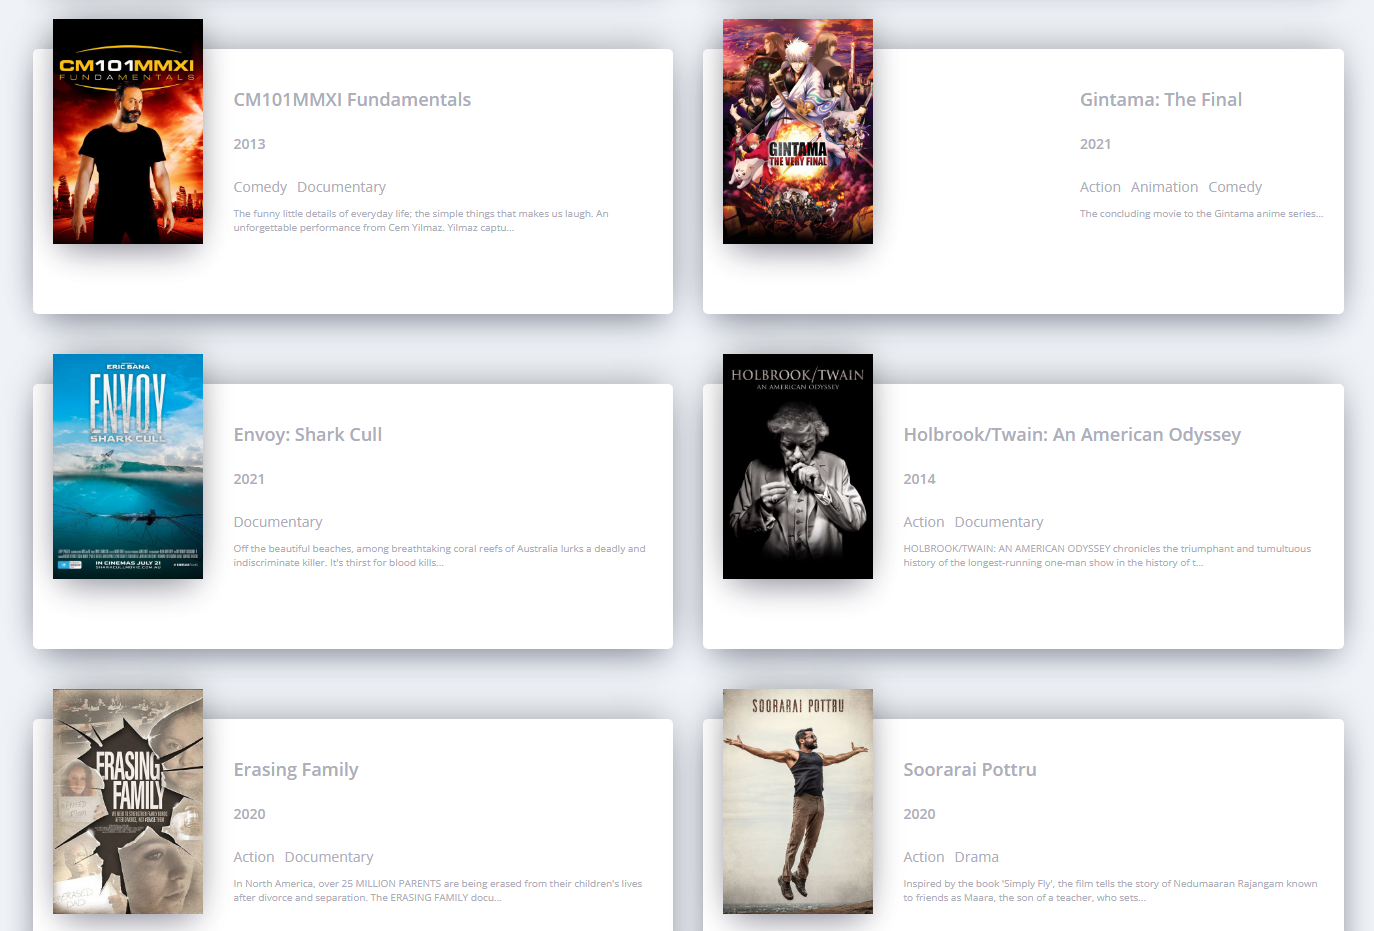 CM101MMXI
FUNDAMENTALS
CM101MMXI Fundamentals
2013
Comedy Documentary
The funny little details of everyday life; the simple things that makes us laugh. An
unforgettable performance from Cem Yilmaz. Yilmaz captu...
GINTAMA
THE VERY FINAL
Gintama: The Final
2021
Action Animation Comedy
The concluding movie to the Gintama anime series...
ERIC BANA
ENVOY
SHARK CULL
IN CINEMAS JULY 21
SHARKCULLMOVIE.COM.AU
Envoy: Shark Cull
2021
Documentary
Off the beautiful beaches, among breathtaking coral reefs of Australia lurks a deadly and
indiscriminate killer. It's thirst for blood kills...
HOLBROOK/TWAIN
AN AMERICAN ODYSSEY
Holbrook/Twain: An American Odyssey
2014
Action Documentary
HOLBROOK/TWAIN: AN AMERICAN ODYSSEY chronicles the triumphant and tumultuous
history of the longest-running one-man show in the history of t...
ERASING
FAMILY
ERASED
DAD
Erasing Family
2020
Action Documentary
In North America, over 25 MILLION PARENTS are being erased from their children's lives
after divorce and separation. The ERASING FAMILY docu...
SOORARAI POTTRU
Soorarai Pottru
2020
Action Drama
Inspired by the book 'Simply Fly', the film tells the story of Nedumaaran Rajangam known
to friends as Maara, the son of a teacher, who sets...